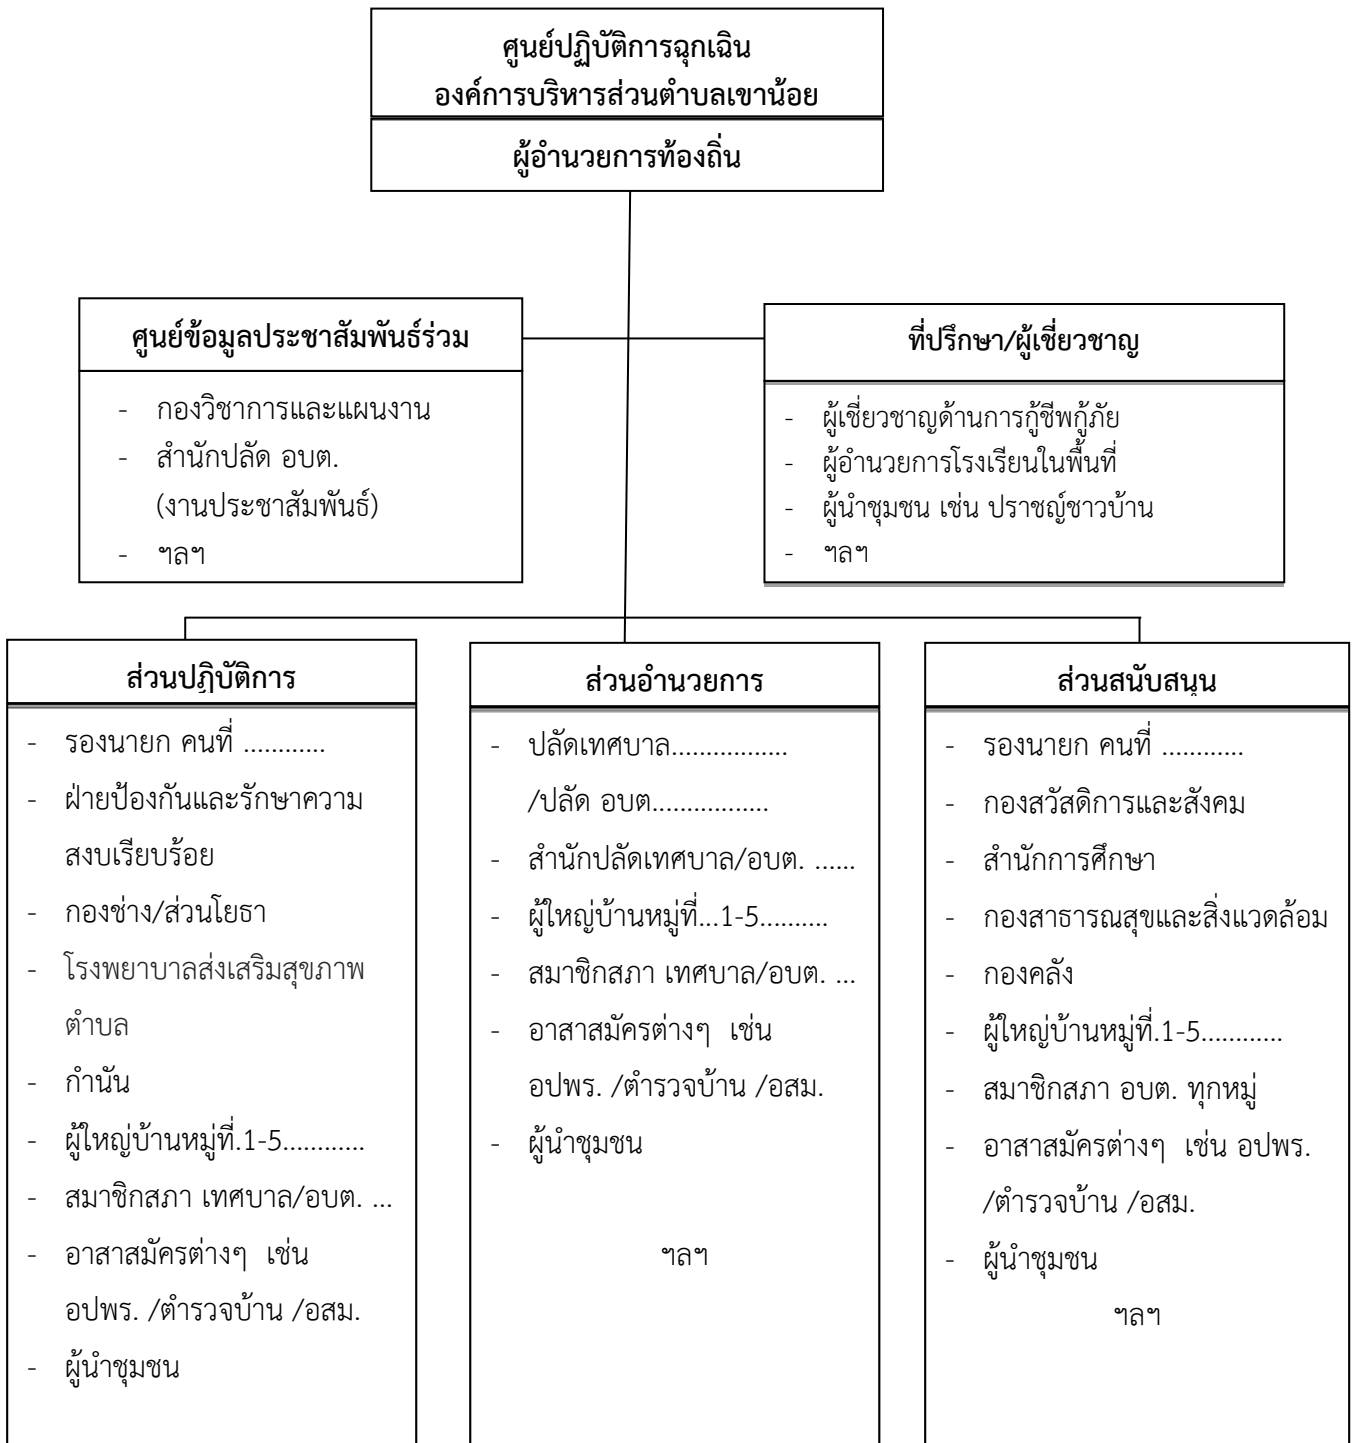 ศูนย์ปฏิบัติการฉุกเฉิน
องค์การบริหารส่วนตำบลเขาน้อย
ผู้อำนวยการท้องถิ่น
ศูนย์ข้อมูลประชาสัมพันธ์ร่วม
- กองวิชาการและแผนงาน
- สำนักปลัด อบต.
(งานประชาสัมพันธ์)
- ฯลฯ
ที่ปรึกษา/ผู้เชี่ยวชาญ
- ผู้เชี่ยวชาญด้านการกู้ชีพกู้ภัย
- ผู้อำนวยการโรงเรียนในพื้นที่
- ผู้นำชุมชน เช่น ปราชญ์ชาวบ้าน
- ฯลฯ
ส่วนปฏิบัติการ
- รองนายก คนที่ ............
- ฝ่ายป้องกันและรักษาความ
สงบเรียบร้อย
- กองช่าง/ส่วนโยธา
- โรงพยาบาลส่งเสริมสุขภาพ
ตำบล
- กำนัน
- ผู้ใหญ่บ้านหมู่ที่.1-5............
- สมาชิกสภา เทศบาล/อบต. ...
- อาสาสมัครต่างๆ เช่น
อปพร. /ตำรวจบ้าน /อสม.
- ผู้นำชุมชน
ส่วนอำนวยการ
- ปลัดเทศบาล.................
/ปลัด อบต.................
- สำนักปลัดเทศบาล/อบต. ......
- ผู้ใหญ่บ้านหมู่ที่...1-5..........
- สมาชิกสภา เทศบาล/อบต. ...
- อาสาสมัครต่างๆ เช่น
อปพร. /ตำรวจบ้าน /อสม.
- ผู้นำชุมชน
ฯลฯ
ส่วนสนับสนุน
- รองนายก คนที่ ............
- กองสวัสดิการและสังคม
- สำนักการศึกษา
- กองสาธารณสุขและสิ่งแวดล้อม
- กองคลัง
- ผู้ใหญ่บ้านหมู่ที่.1-5............
- สมาชิกสภา อบต. ทุกหมู่
- อาสาสมัครต่างๆ เช่น อปพร.
/ตำรวจบ้าน /อสม.
- ผู้นำชุมชน
ฯลฯ